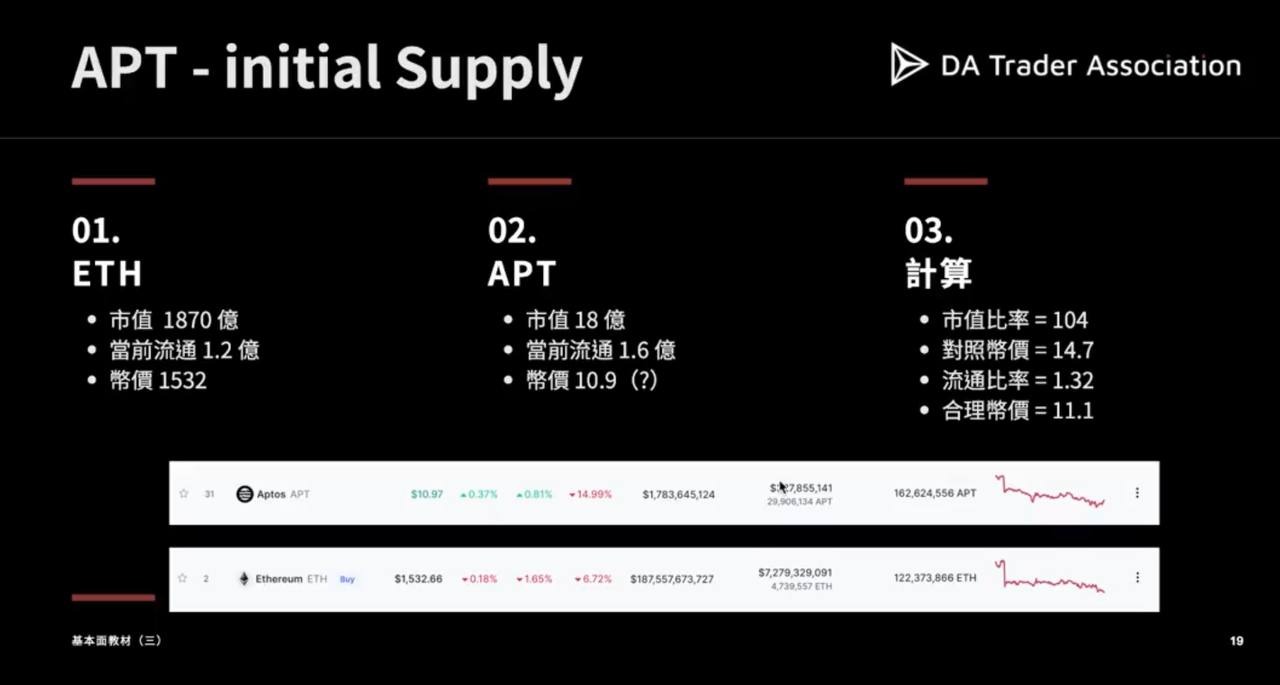 APT - initial Supply
DA Trader Association
01.
ETH
• 市值 1870 億
• 當前流通 1.2 億
• 幣價 1532
02.
APT
• 市值 18 億
• 當前流通 1.6 億
• 幣價 10.9（?）
03.
計算
• 市值比率 = 104
• 對照幣價 = 14.7
• 流通比率 = 1.32
• 合理幣價 = 11.1
31 Aptos APT $10.97 0.37% 0.81% 14.99% $1,783,645,124 162,624,556 APT
29,906,134 APT
2 Ethereum ETH Buy $1,532.66 0.18% 1.65% 6.72% $187,557,673,727 $7,279,329,091 122,373,866 ETH
4,739,557 ETH
基本面教材（三）
19